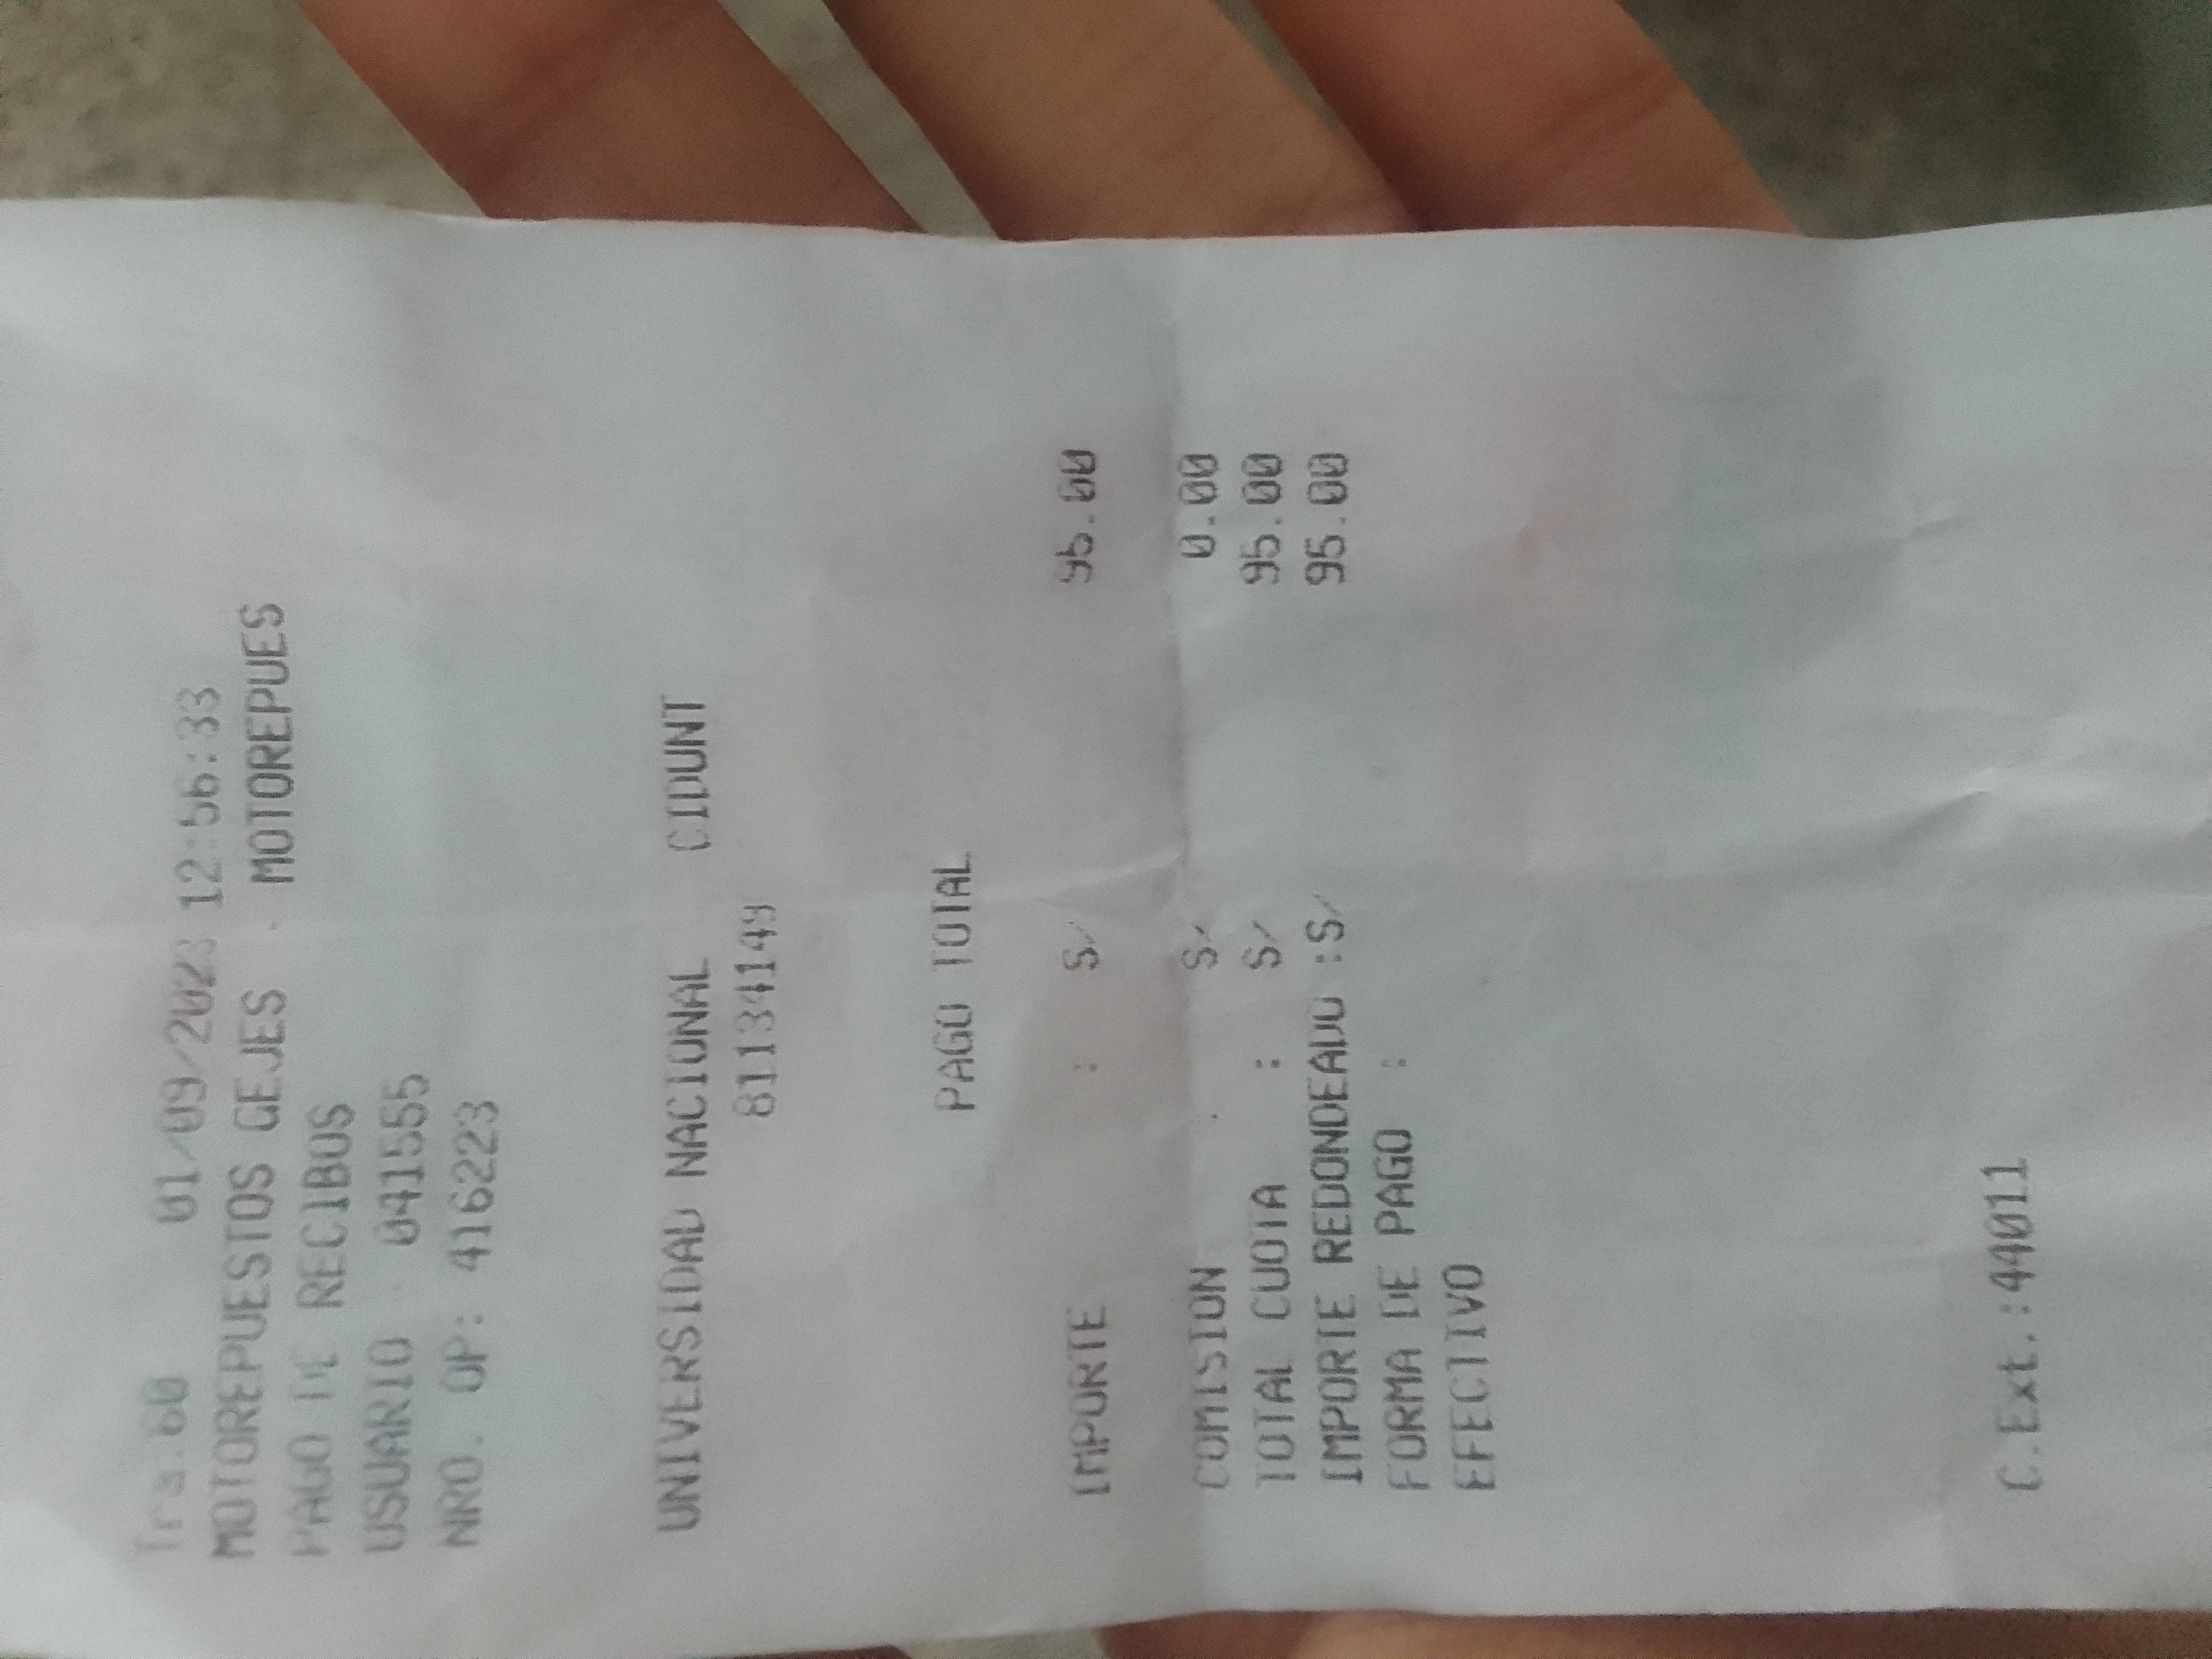 Tra.60 01/09/2023 12:56:33
MOTOREPUESTOS GEJES . MOTOREPUES
PAGO DE RECIBOS
USUARIO 041555
NRO. OP: 416223
UNIVERSIDAD NACIONAL CIDUNT
81134149
PAGO TOTAL
IMPORTE : S/ 95.00
COMISION S/ 0.00
TOTAL CUOTA : S/ 95.00
IMPORTE REDONDEADO :S/ 95.00
FORMA DE PAGO :
EFECTIVO
C.Ext.:44011